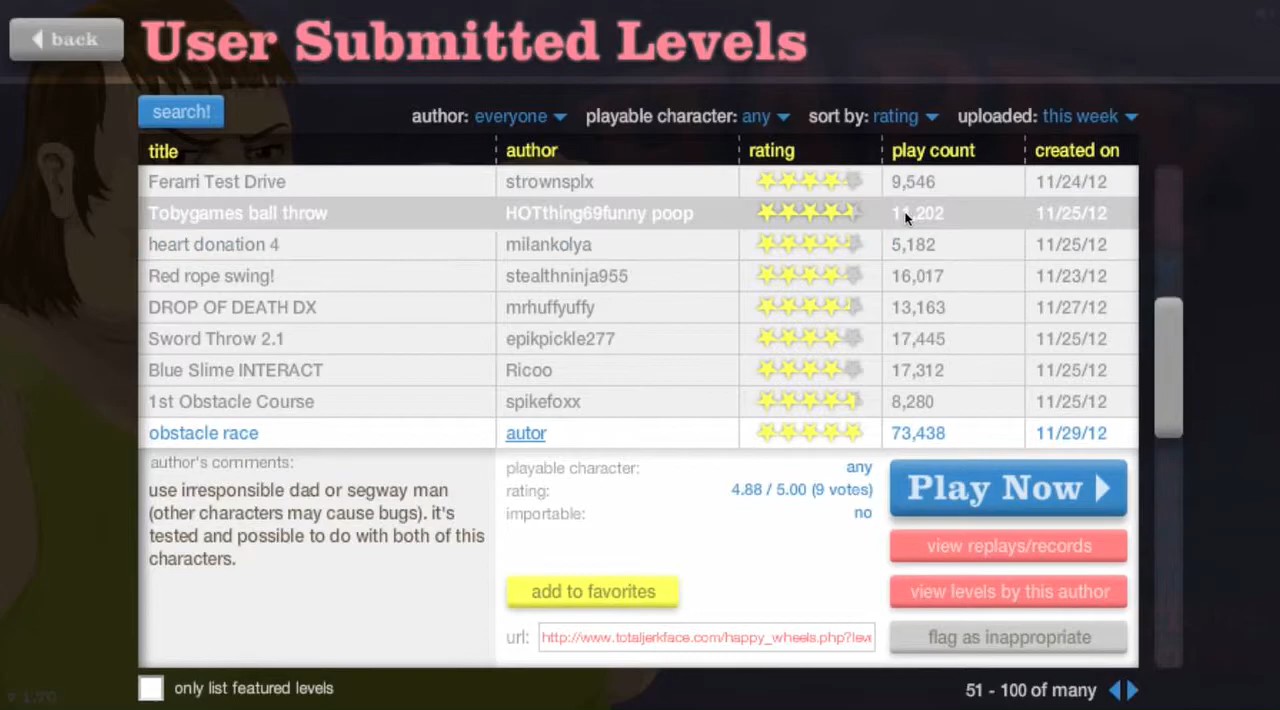 back
User Submitted Levels
search!
author: everyone playable character: any sort by: rating uploaded: this week
title author rating play count created on
Ferarri Test Drive strownsplx 9,546 11/24/12
Tobygames ball throw HOTthing69funny poop 11,202 11/25/12
heart donation 4 milankolya 5,182 11/25/12
Red rope swing! stealthninja955 16,017 11/23/12
DROP OF DEATH DX mrhuffyuffy 13,163 11/27/12
Sword Throw 2.1 epikpickle277 17,445 11/25/12
Blue Slime INTERACT Ricoo 17,312 11/25/12
1st Obstacle Course spikefoxx 8,280 11/25/12
obstacle race autor 73,438 11/29/12
author's comments:
use irresponsible dad or segway man
(other characters may cause bugs). it's
tested and possible to do with both of this
characters.
playable character: any
rating: 4.88 / 5.00 (9 votes)
importable: no
add to favorites
url: http://www.totaljerkface.com/happy_wheels.php?lev
Play Now
view replays/records
view levels by this author
flag as inappropriate
only list featured levels
51 - 100 of many
v 1.70